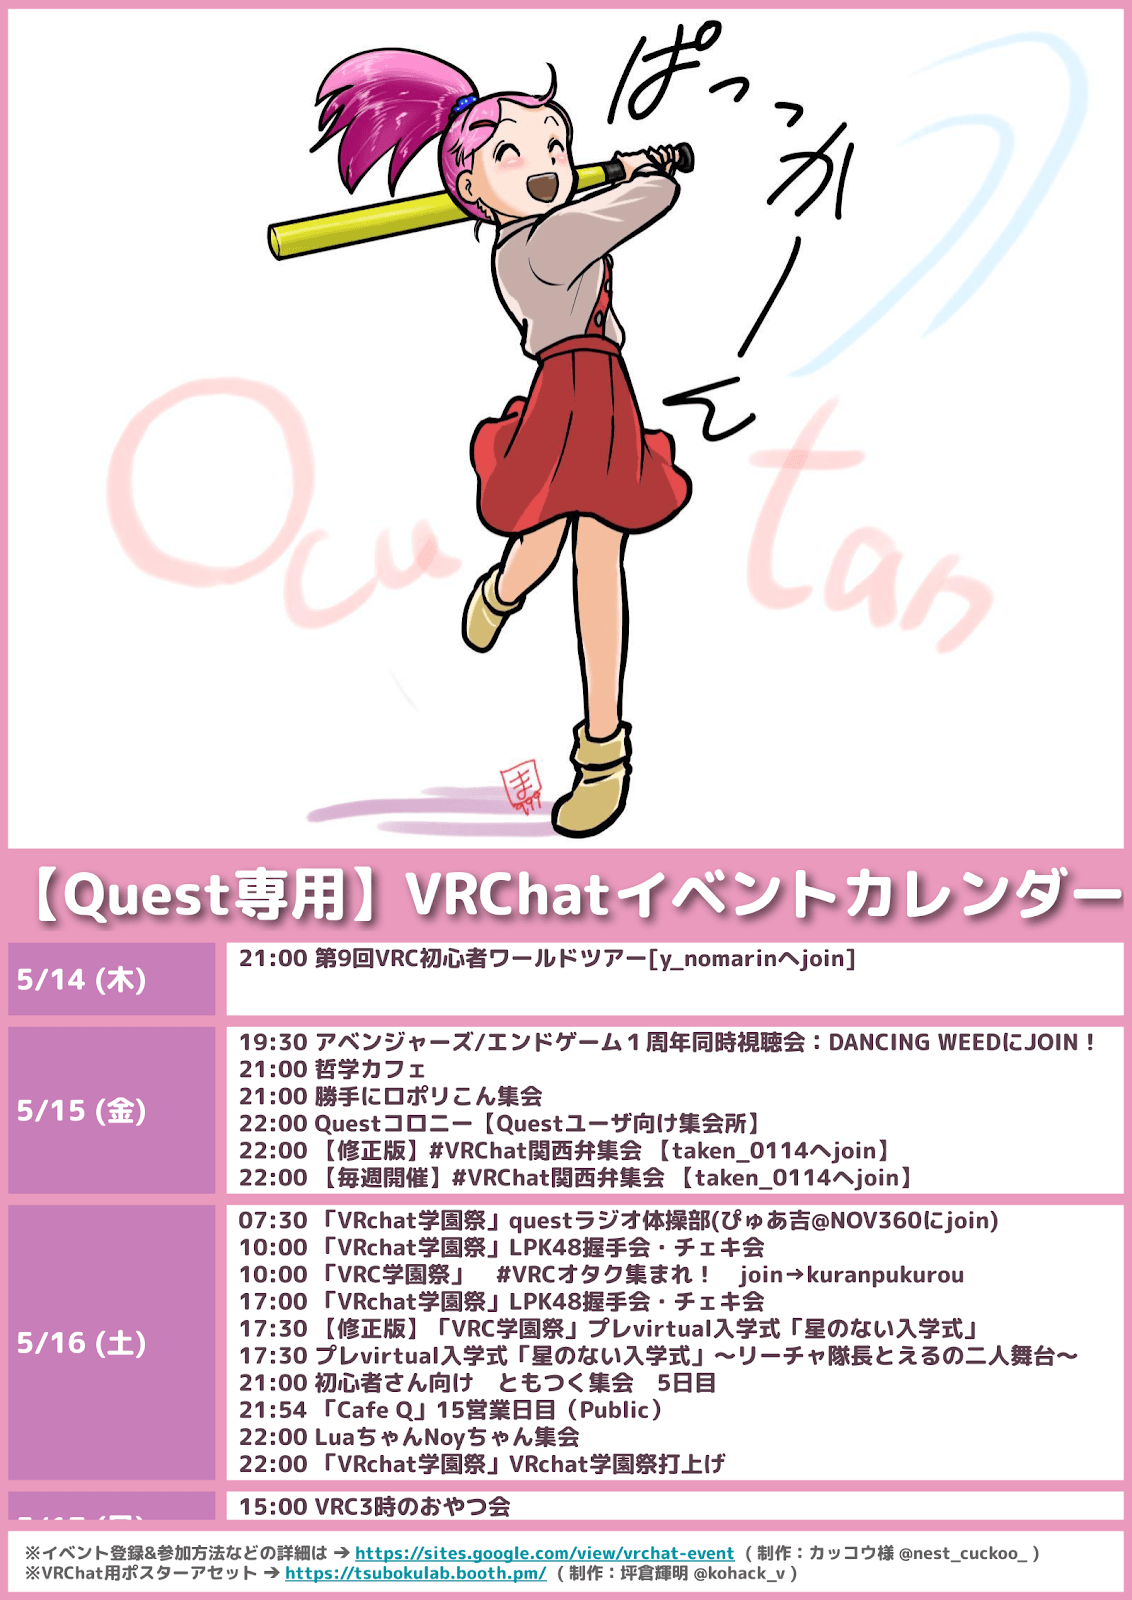 ぱっっかーん
Ocu tan
ま
999
【Quest専用】VRChatイベントカレンダー
5/14 (木)
21:00 第9回VRC初心者ワールドツアー[y_nomarinへjoin]
5/15 (金)
19:30 アベンジャーズ/エンドゲーム１周年同時視聴会：DANCING WEEDにJOIN！
21:00 哲学カフェ
21:00 勝手にロポリこん集会
22:00 Questコロニー【Questユーザ向け集会所】
22:00 【修正版】#VRChat関西弁集会 【taken_0114へjoin】
22:00 【毎週開催】#VRChat関西弁集会 【taken_0114へjoin】
5/16 (土)
07:30 「VRchat学園祭」questラジオ体操部(ぴゅあ吉@NOV360にjoin)
10:00 「VRchat学園祭」LPK48握手会・チェキ会
10:00 「VRC学園祭」　#VRCオタク集まれ！　join→kuranpukurou
17:00 「VRchat学園祭」LPK48握手会・チェキ会
17:30 【修正版】「VRC学園祭」プレvirtual入学式「星のない入学式」
17:30 プレvirtual入学式「星のない入学式」～リーチャ隊長とえるの二人舞台～
21:00 初心者さん向け　ともつく集会　5日目
21:54 「Cafe Q」15営業日目（Public）
22:00 LuaちゃんNoyちゃん集会
22:00 「VRchat学園祭」VRchat学園祭打上げ
15:00 VRC3時のおやつ会
※イベント登録&参加方法などの詳細は ➔ https://sites.google.com/view/vrchat-event （ 制作：カッコウ様 @nest_cuckoo_ ）
※VRChat用ポスターアセット ➔ https://tsubokulab.booth.pm/ （ 制作：坪倉輝明 @kohack_v ）